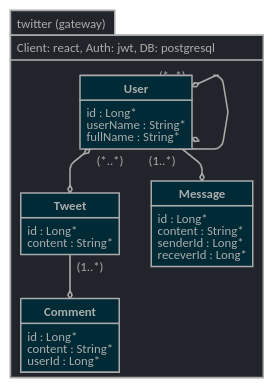 twitter (gateway)
Client: react, Auth: jwt, DB: postgresql
(*..*)
User
id : Long*
userName : String*
fullName : String*
(*..*)
(1..*)
Tweet
id : Long*
content : String*
Message
id : Long*
content : String*
senderId : Long*
receverId : Long*
(1..*)
Comment
id : Long*
content : String*
userId : Long*